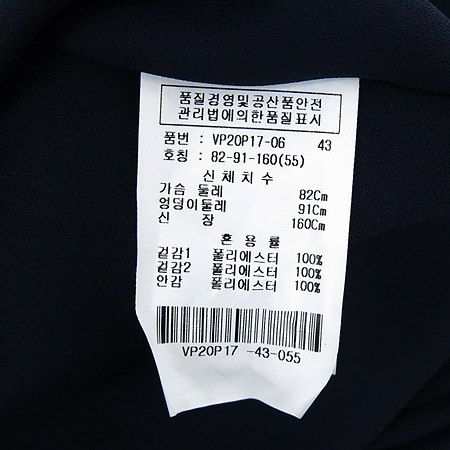 품질경영및공산품안전
관리법에의한품질표시
품번 : VP20P17-06 43
호칭 : 82-91-160(55)
신 체 치 수
가슴 둘레 82Cm
엉덩이둘레 91Cm
신 장 160Cm
혼 용 률
겉감1 폴리에스터 100%
겉감2 폴리에스터 100%
안감 폴리에스터 100%
VP20P17 -43-055